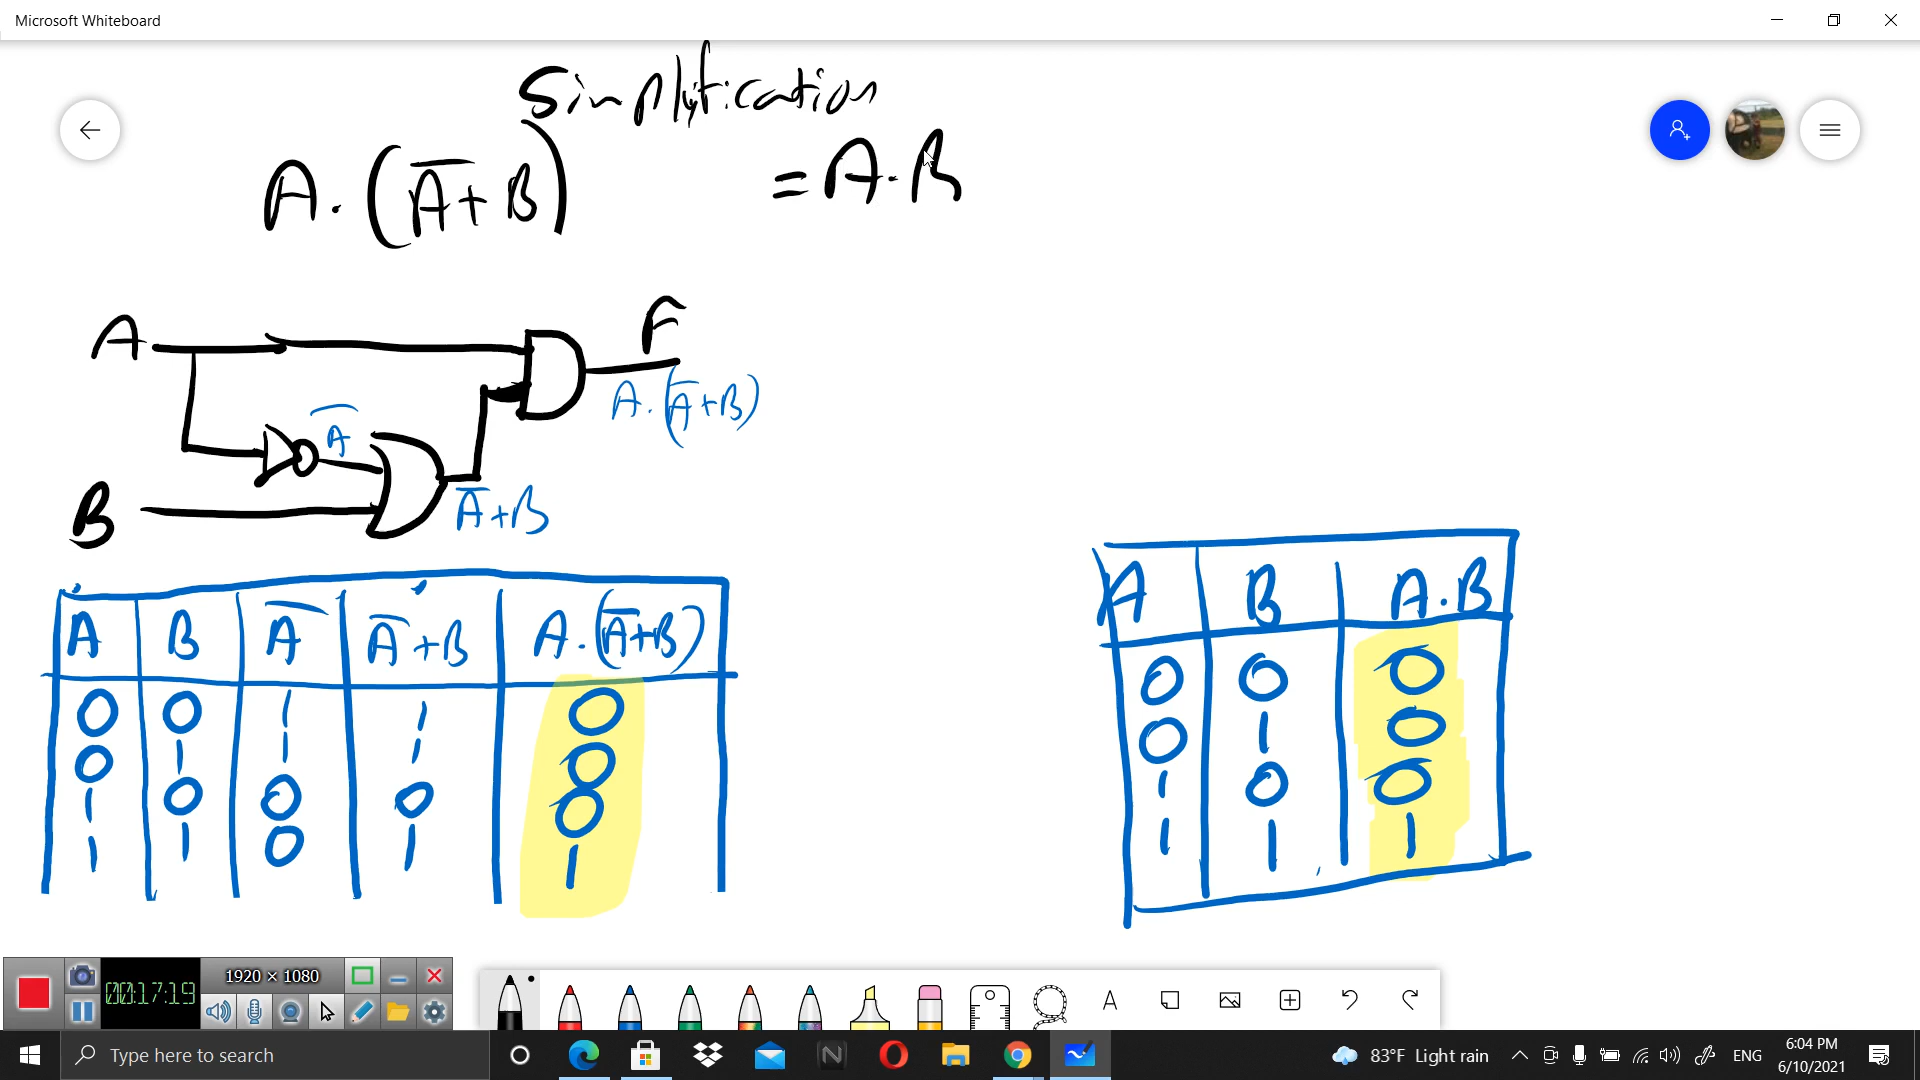 Microsoft Whiteboard
Simplification
A.(A̅+B) = A.B
A
F
A.(A̅+B)
A̅
B
A̅+B
A B A̅ A̅+B A.(A̅+B)
0 0 1 1 0
0 1 1 1 0
1 0 0 0 0
1 1 0 1 1
A B A.B
0 0 0
0 1 0
1 0 0
1 1 1
1920 × 1080
00:17:19
Type here to search
83°F Light rain
ENG
6:04 PM
6/10/2021